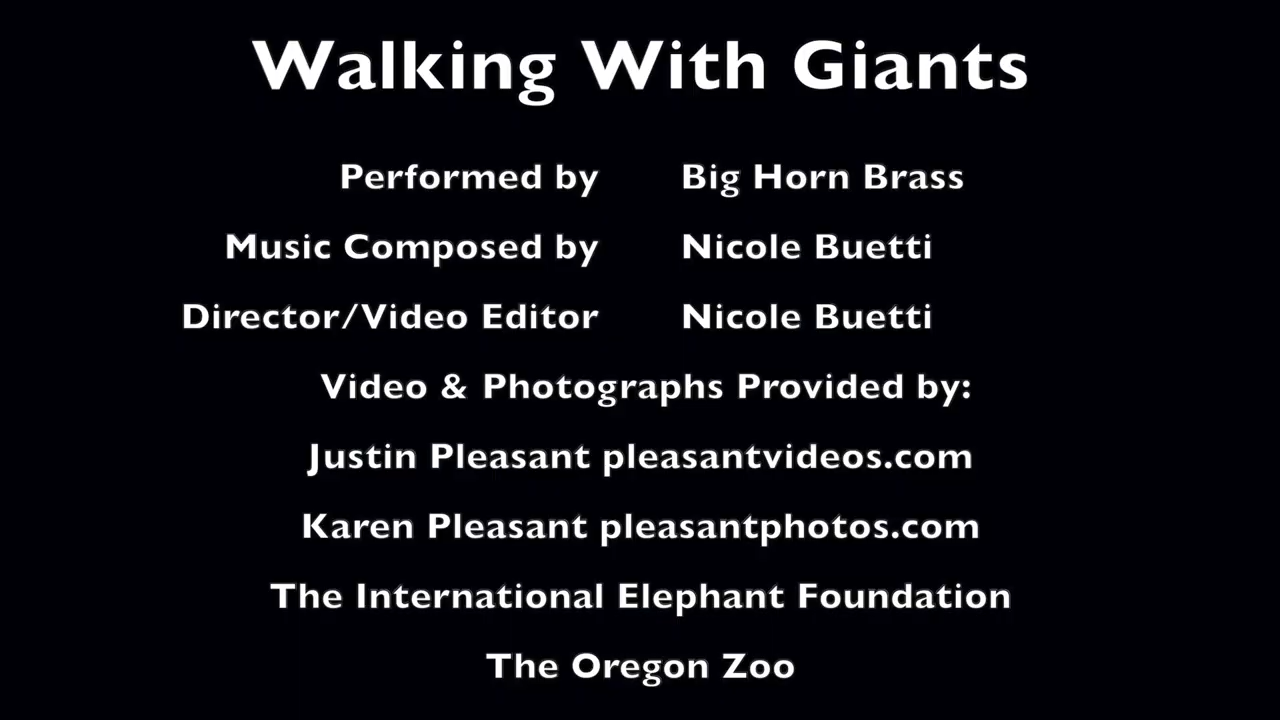 Walking With Giants
Performed by Big Horn Brass
Music Composed by Nicole Buetti
Director/Video Editor Nicole Buetti
Video & Photographs Provided by:
Justin Pleasant pleasantvideos.com
Karen Pleasant pleasantphotos.com
The International Elephant Foundation
The Oregon Zoo